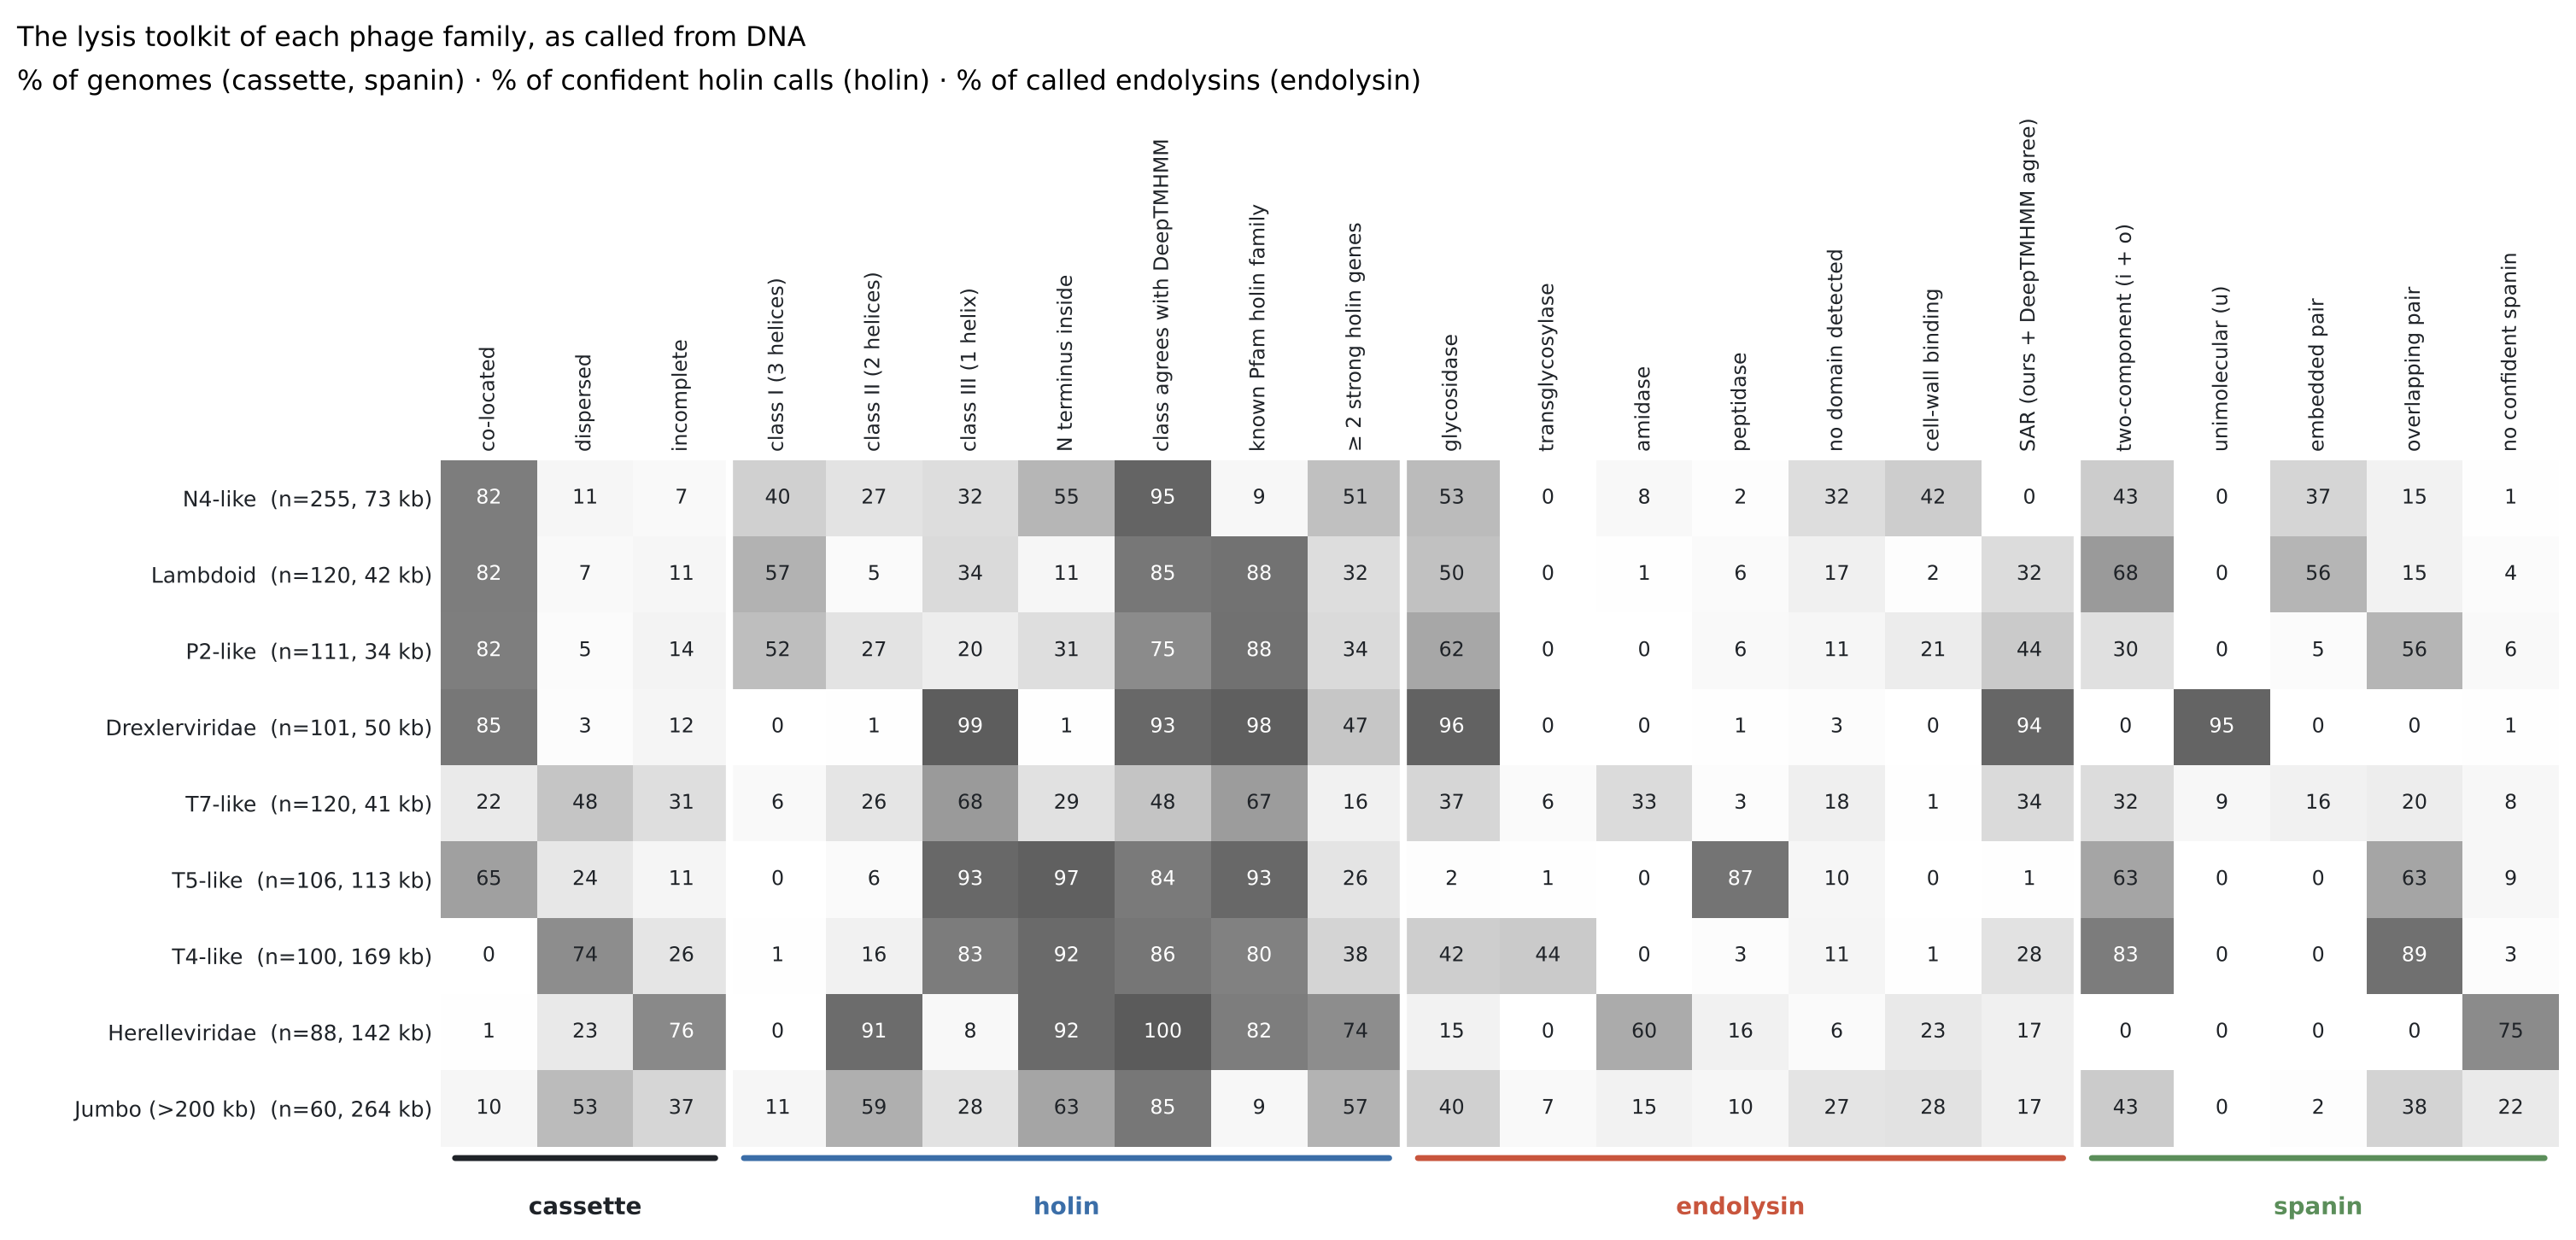 The lysis toolkit of each phage family, as called from DNA
% of genomes (cassette, spanin) · % of confident holin calls (holin) · % of called endolysins (endolysin)
co-located
dispersed
incomplete
class I (3 helices)
class II (2 helices)
class III (1 helix)
N terminus inside
class agrees with DeepTMHMM
known Pfam holin family
≥ 2 strong holin genes
glycosidase
transglycosylase
amidase
peptidase
no domain detected
cell-wall binding
SAR (ours + DeepTMHMM agree)
two-component (i + o)
unimolecular (u)
embedded pair
overlapping pair
no confident spanin
N4-like (n=255, 73 kb) 82 11 7 40 27 32 55 95 9 51 53 0 8 2 32 42 0 43 0 37 15 1
Lambdoid (n=120, 42 kb) 82 7 11 57 5 34 11 85 88 32 50 0 1 6 17 2 32 68 0 56 15 4
P2-like (n=111, 34 kb) 82 5 14 52 27 20 31 75 88 34 62 0 0 6 11 21 44 30 0 5 56 6
Drexlerviridae (n=101, 50 kb) 85 3 12 0 1 99 1 93 98 47 96 0 0 1 3 0 94 0 95 0 0 1
T7-like (n=120, 41 kb) 22 48 31 6 26 68 29 48 67 16 37 6 33 3 18 1 34 32 9 16 20 8
T5-like (n=106, 113 kb) 65 24 11 0 6 93 97 84 93 26 2 1 0 87 10 0 1 63 0 0 63 9
T4-like (n=100, 169 kb) 0 74 26 1 16 83 92 86 80 38 42 44 0 3 11 1 28 83 0 0 89 3
Herelleviridae (n=88, 142 kb) 1 23 76 0 91 8 92 100 82 74 15 0 60 16 6 23 17 0 0 0 0 75
Jumbo (>200 kb) (n=60, 264 kb) 10 53 37 11 59 28 63 85 9 57 40 7 15 10 27 28 17 43 0 2 38 22
cassette holin endolysin spanin